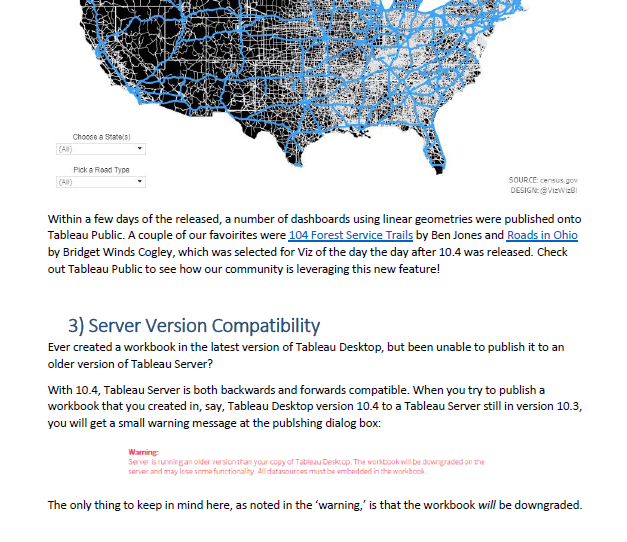 Choose a State(s)
(All)
Pick a Road Type
(All)
SOURCE: census.gov
DESIGN: @VizWizBI
Within a few days of the released, a number of dashboards using linear geometries were published onto
Tableau Public. A couple of our favoirites were 104 Forest Service Trails by Ben Jones and Roads in Ohio
by Bridget Winds Cogley, which was selected for Viz of the day the day after 10.4 was released. Check
out Tableau Public to see how our community is leveraging this new feature!
3) Server Version Compatibility
Ever created a workbook in the latest version of Tableau Desktop, but been unable to publish it to an
older version of Tableau Server?
With 10.4, Tableau Server is both backwards and forwards compatible. When you try to publish a
workbook that you created in, say, Tableau Desktop version 10.4 to a Tableau Server still in version 10.3,
you will get a small warning message at the publshing dialog box:
Warning:
Server is running an older version than your copy of Tableau Desktop. The workbook will be downgraded on the
server and may lose some functionality. All datasources must be embedded in the workbook.
The only thing to keep in mind here, as noted in the ‘warning,’ is that the workbook will be downgraded.